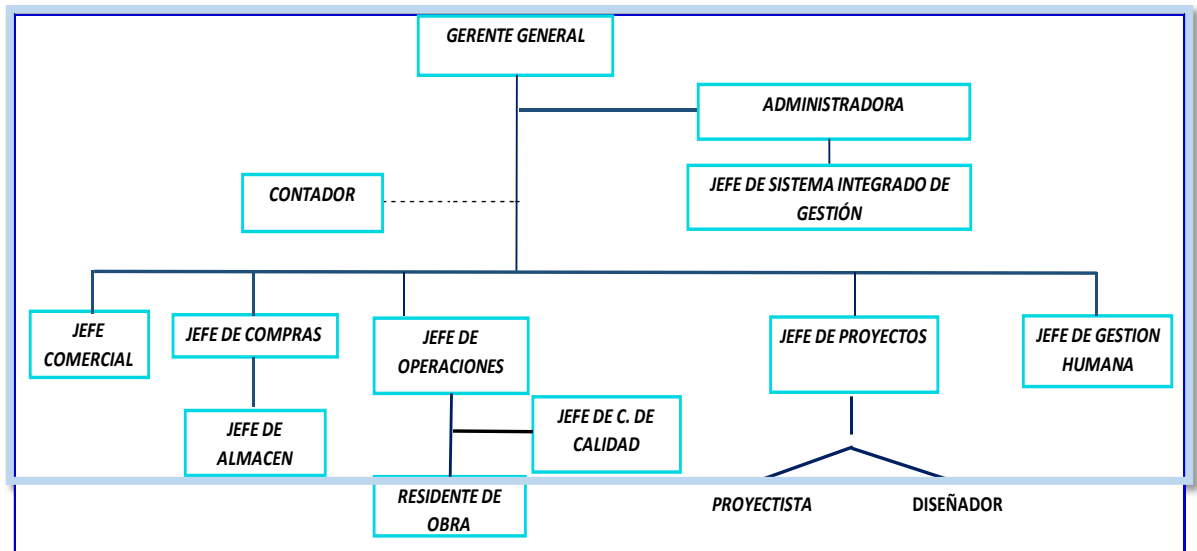 GERENTE GENERAL
ADMINISTRADORA
CONTADOR
JEFE DE SISTEMA INTEGRADO DE
GESTIÓN
JEFE
COMERCIAL
JEFE DE COMPRAS
JEFE DE
OPERACIONES
JEFE DE PROYECTOS
JEFE DE GESTION
HUMANA
JEFE DE
ALMACEN
JEFE DE C. DE
CALIDAD
RESIDENTE DE
OBRA
PROYECTISTA
DISEÑADOR